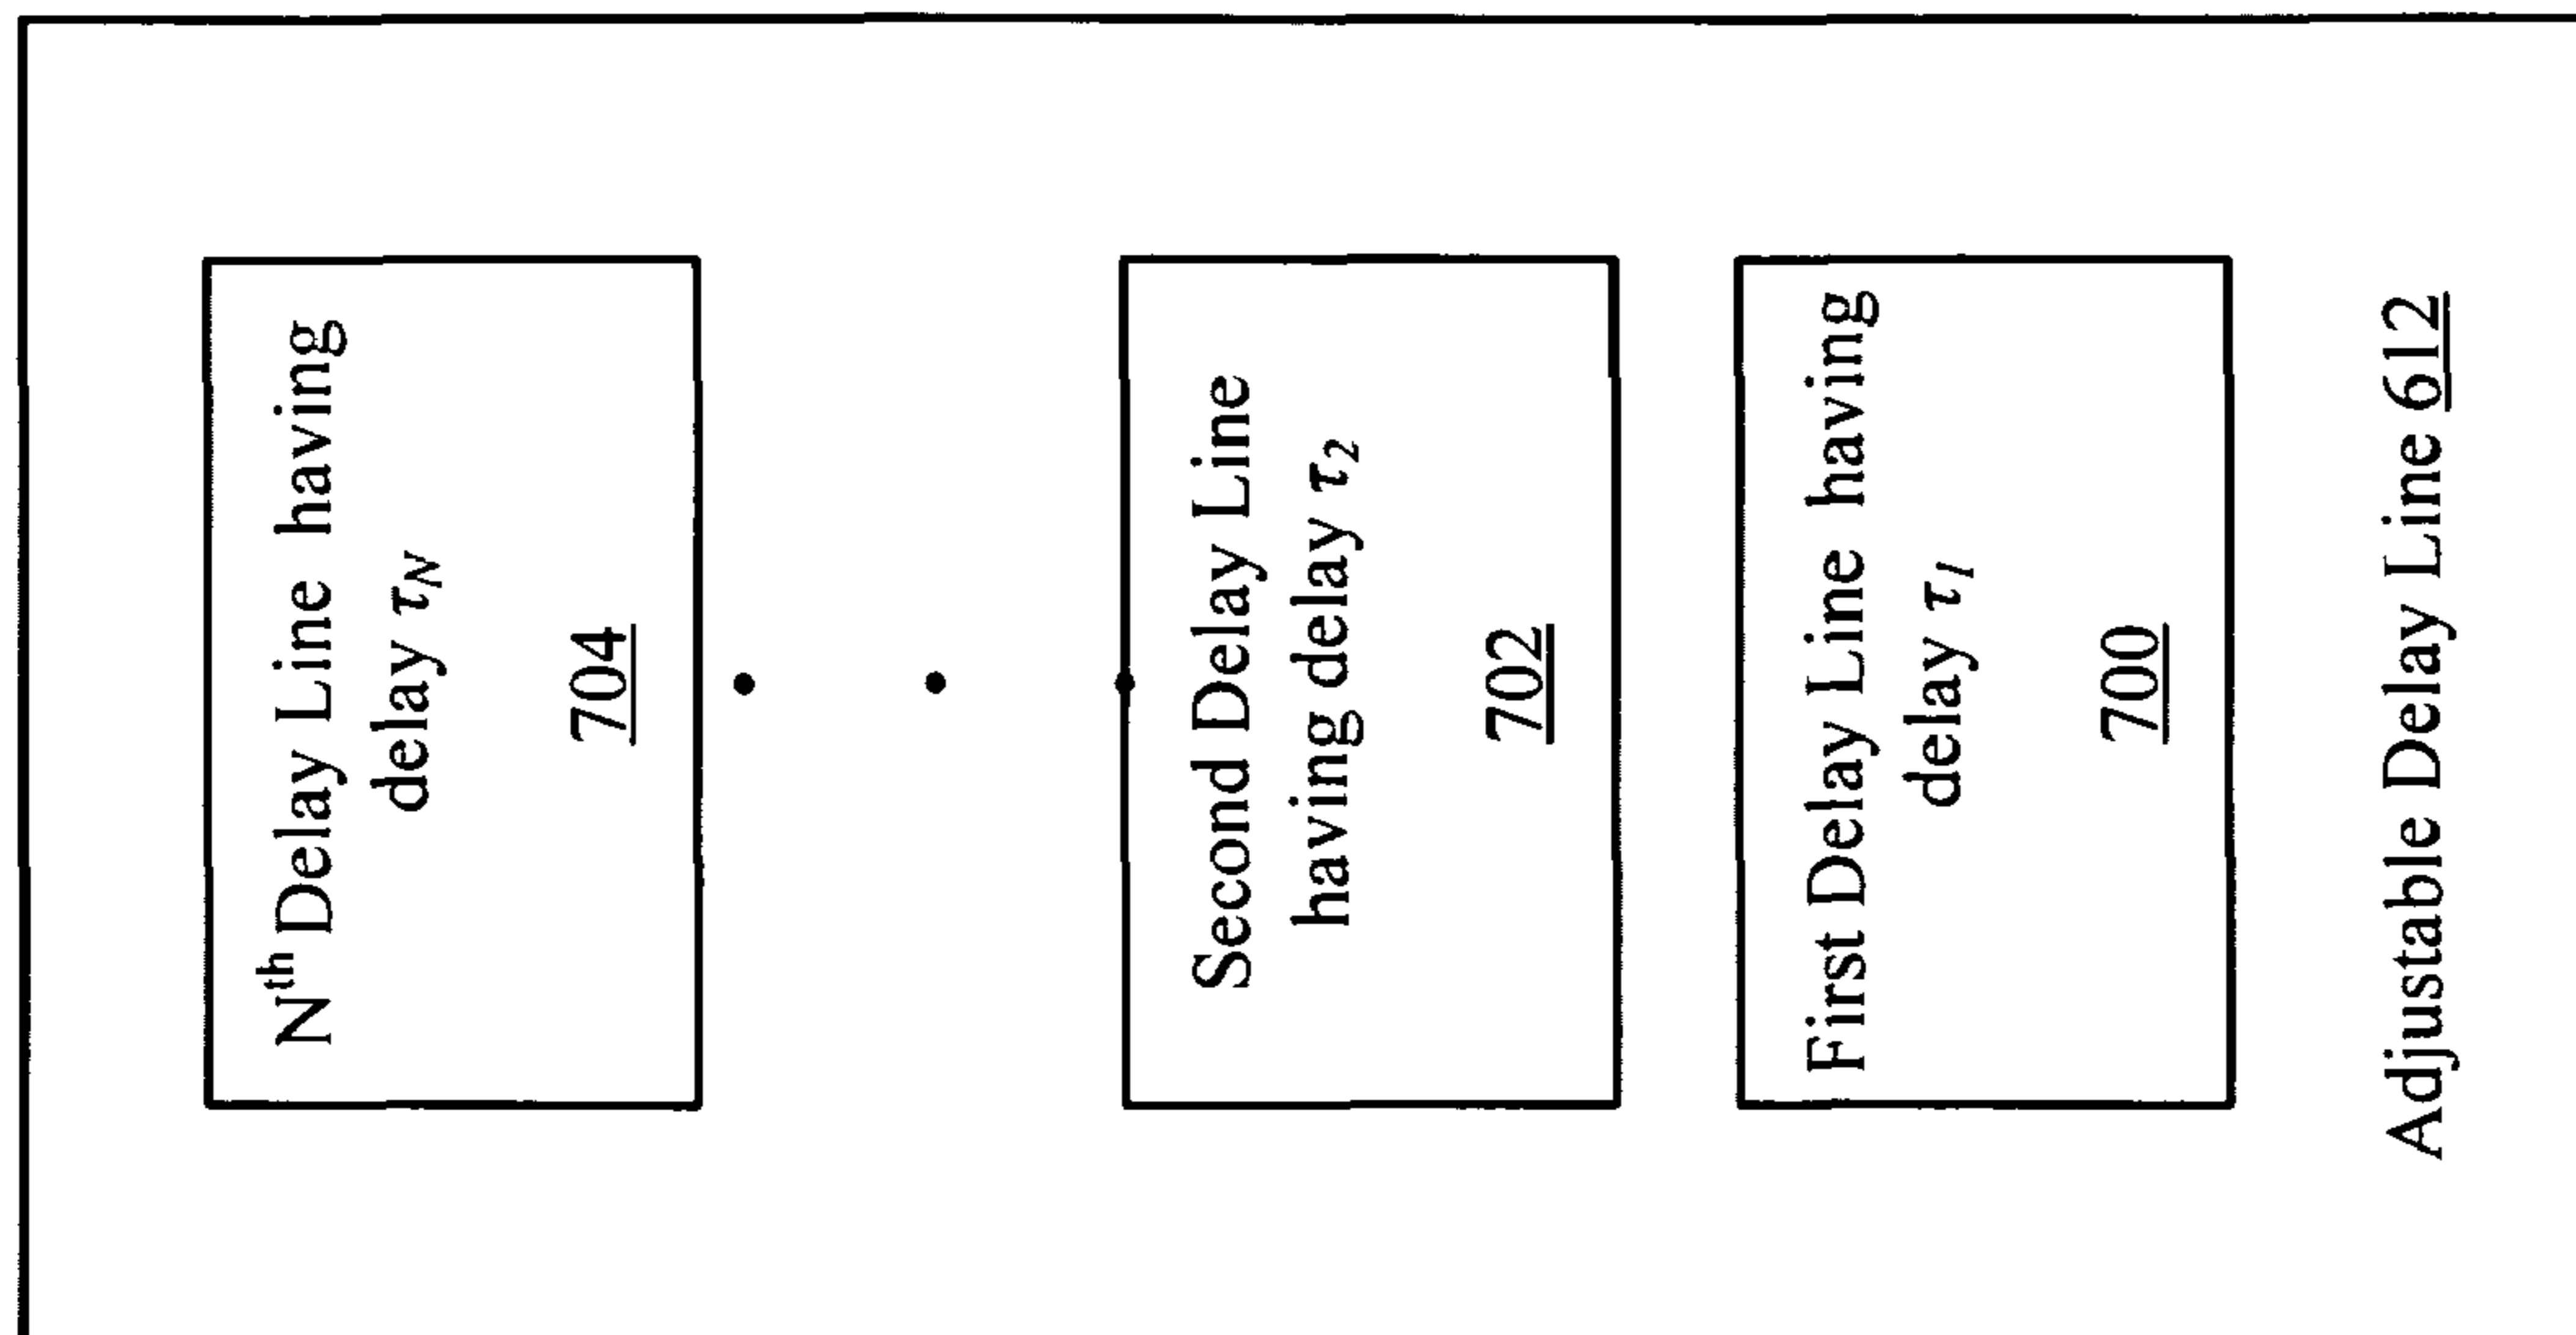 Nth Delay Line having
delay τN
704
Second Delay Line
having delay τ2
702
First Delay Line having
delay τ1
700
Adjustable Delay Line 612